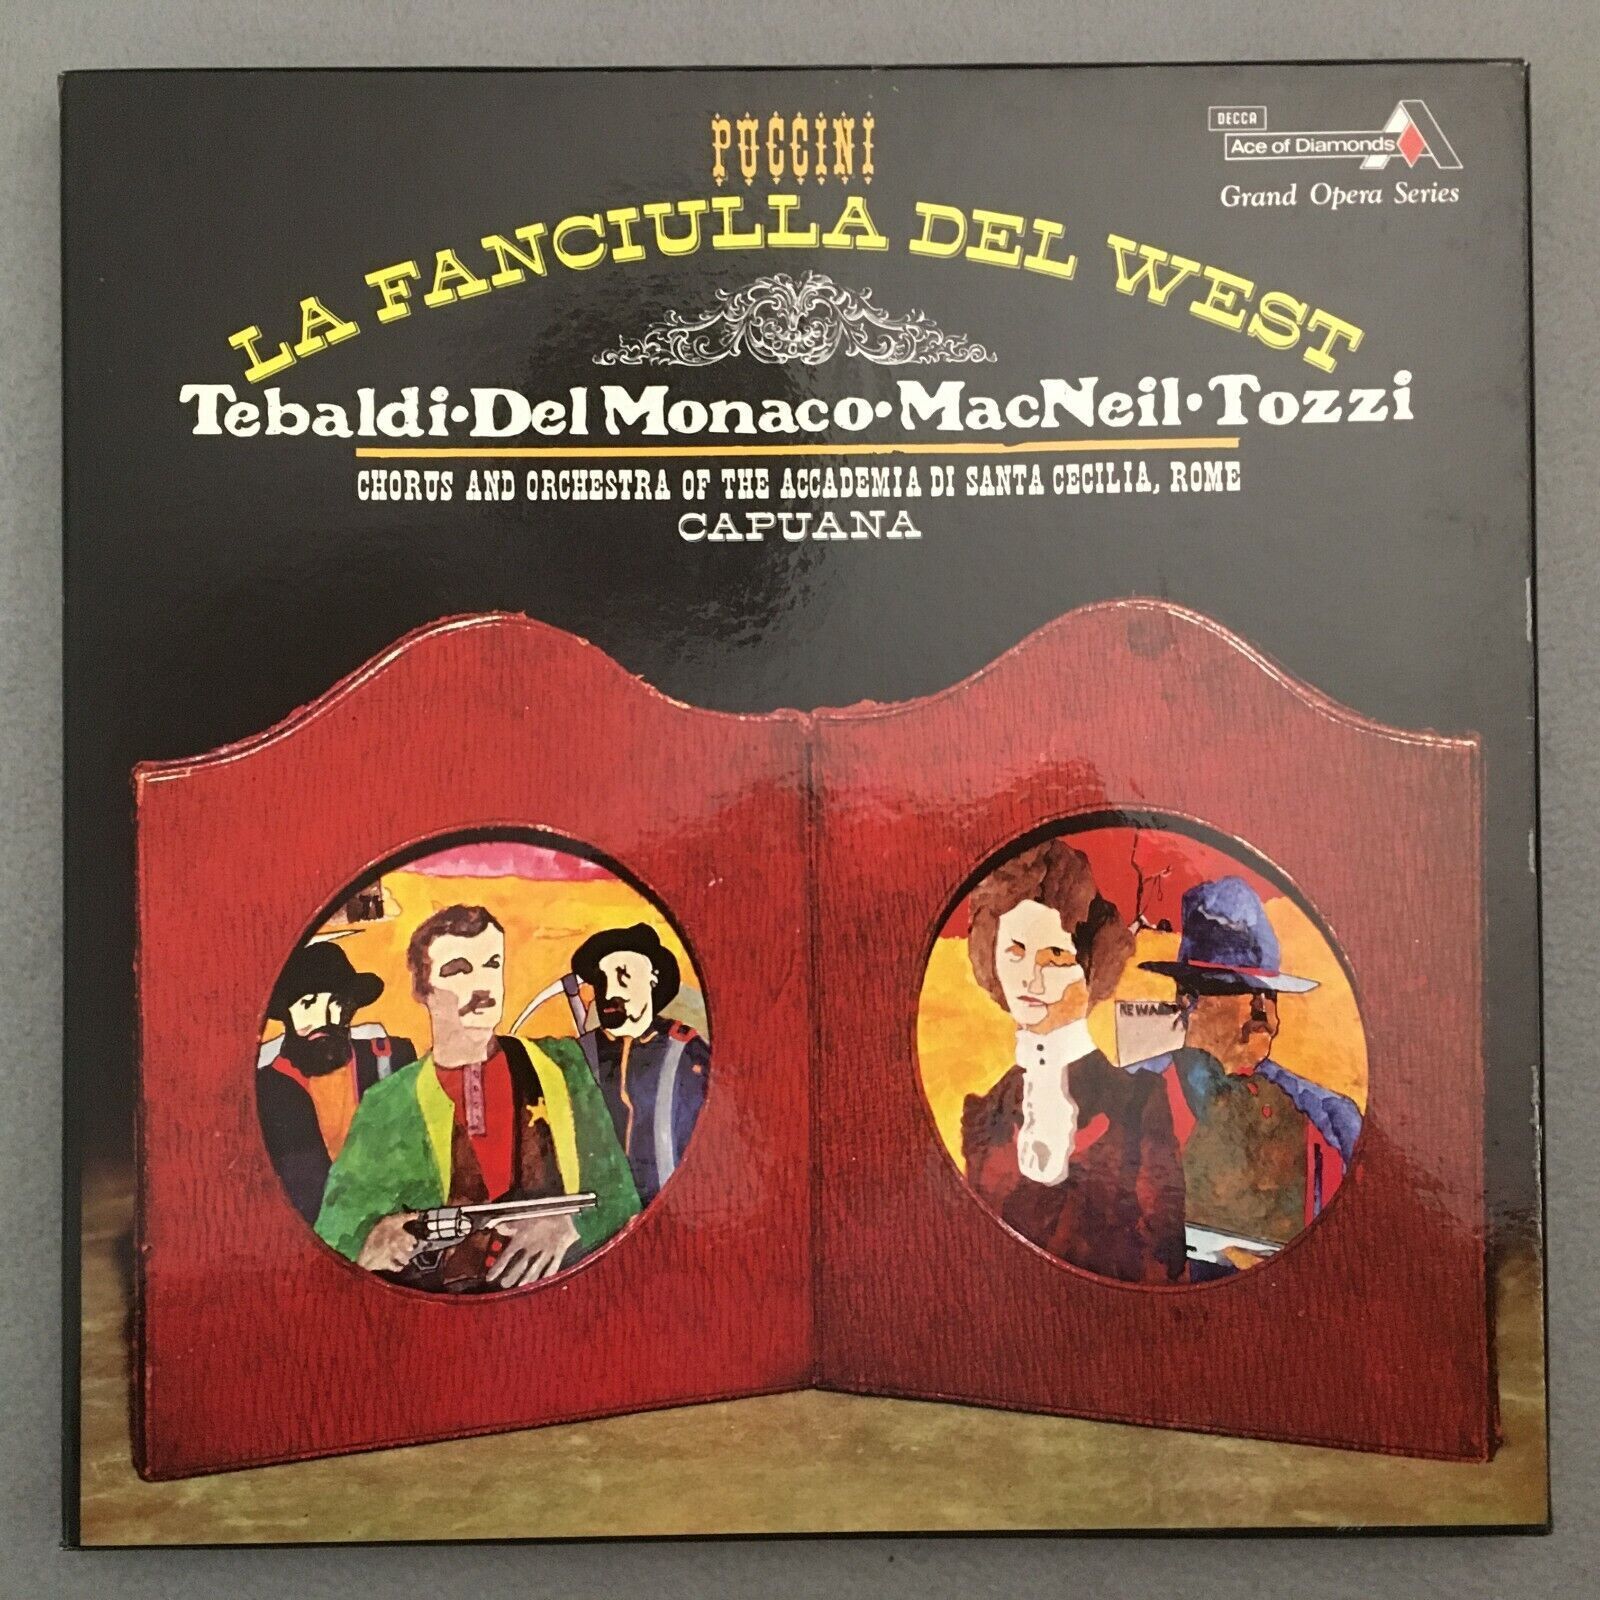 PUCCINI
DECCA
Ace of Diamonds
Grand Opera Series
LA FANCIULLA DEL WEST
Tebaldi•Del Monaco•MacNeil•Tozzi
CHORUS AND ORCHESTRA OF THE ACCADEMIA DI SANTA CECILIA, ROME
CAPUANA
REWARD